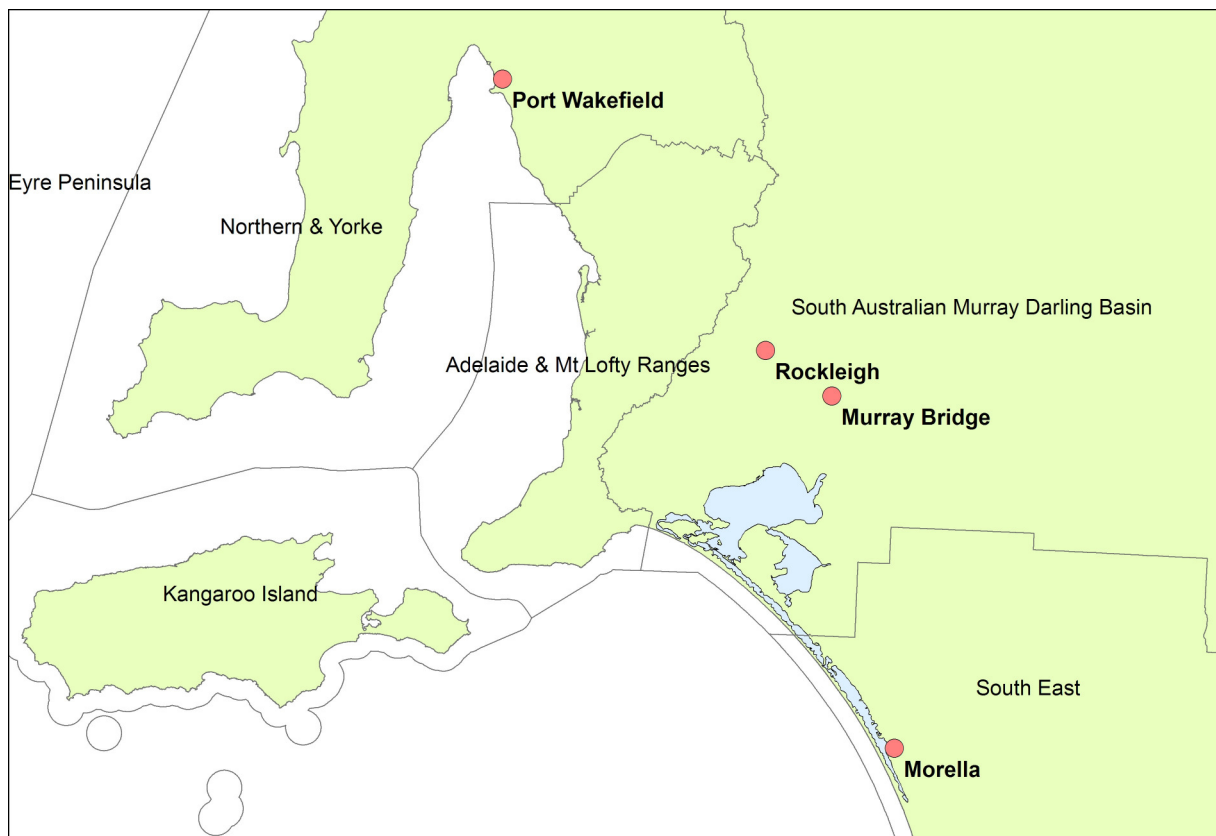 Port Wakefield
Eyre Peninsula
Northern & Yorke
South Australian Murray Darling Basin
Adelaide & Mt Lofty Ranges
Rockleigh
Murray Bridge
Kangaroo Island
South East
Morella